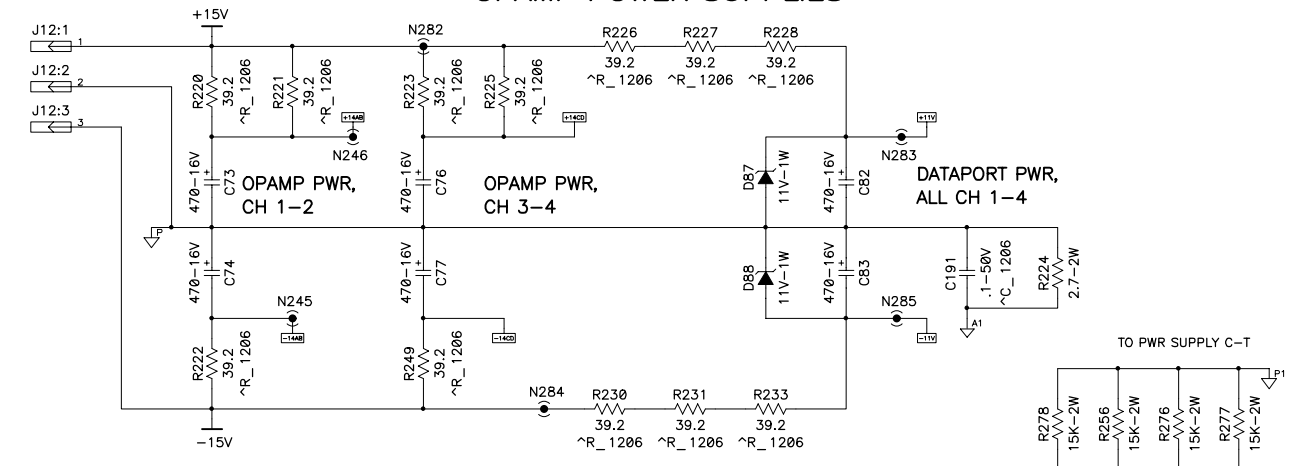 OPAMP POWER SUPPLIES
+15V
J12:1
1
J12:2
2
J12:3
3
N282
R226
39.2
^R_1206
R227
39.2
^R_1206
R228
39.2
^R_1206
R220
39.2
^R_1206
R221
39.2
^R_1206
R223
39.2
^R_1206
R225
39.2
^R_1206
+14AB
N246
+14CD
+11V
N283
470-16V
+
C73
OPAMP PWR,
CH 1-2
470-16V
+
C76
OPAMP PWR,
CH 3-4
D87
11V-1W
470-16V
+
C82
DATAPORT PWR,
ALL CH 1-4
P
470-16V
+
C74
470-16V
+
C77
D88
11V-1W
470-16V
+
C83
C191
.1-50V
^C_1206
R224
2.7-2W
N245
-14AB
-14CD
N285
-11V
A1
R222
39.2
^R_1206
R249
39.2
^R_1206
N284
R230
39.2
^R_1206
R231
39.2
^R_1206
R233
39.2
^R_1206
-15V
TO PWR SUPPLY C-T
P1
R278
15K-2W
R256
15K-2W
R276
15K-2W
R277
15K-2W